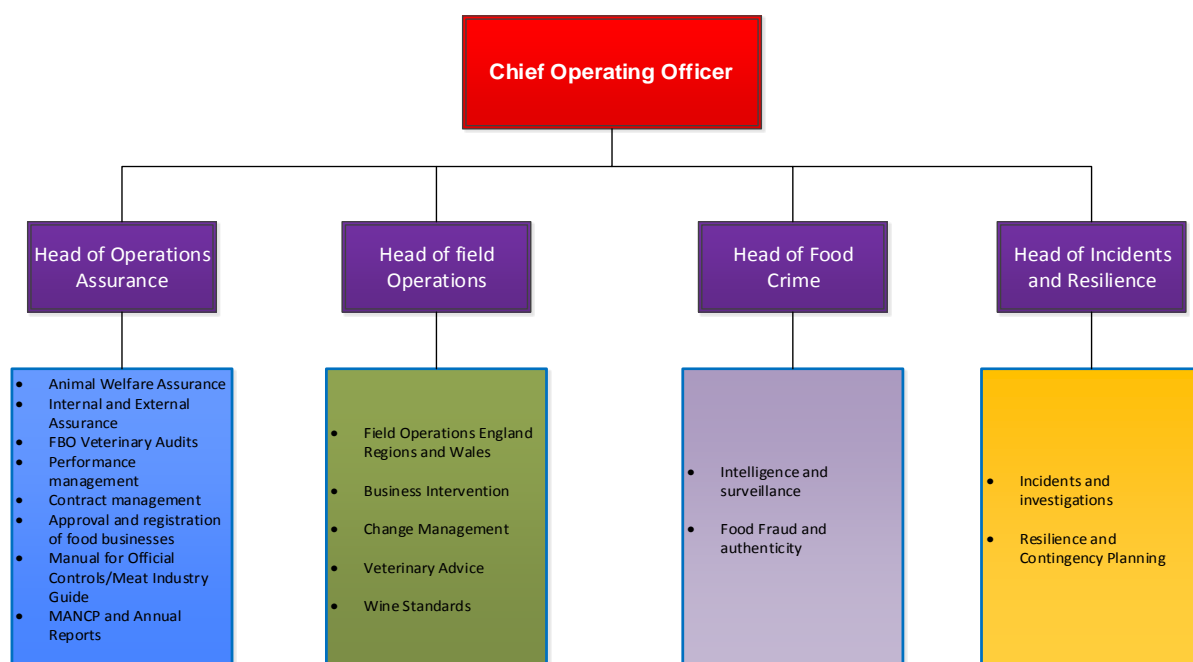 Chief Operating Officer
Head of Operations
Assurance
Head of field
Operations
Head of Food
Crime
Head of Incidents
and Resilience
• Animal Welfare Assurance
• Internal and External
Assurance
• FBO Veterinary Audits
• Performance
management
• Contract management
• Approval and registration
of food businesses
• Manual for Official
Controls/Meat Industry
Guide
• MANCP and Annual
Reports
• Field Operations England
Regions and Wales
• Business Intervention
• Change Management
• Veterinary Advice
• Wine Standards
• Intelligence and
surveillance
• Food Fraud and
authenticity
• Incidents and
investigations
• Resilience and
Contingency Planning